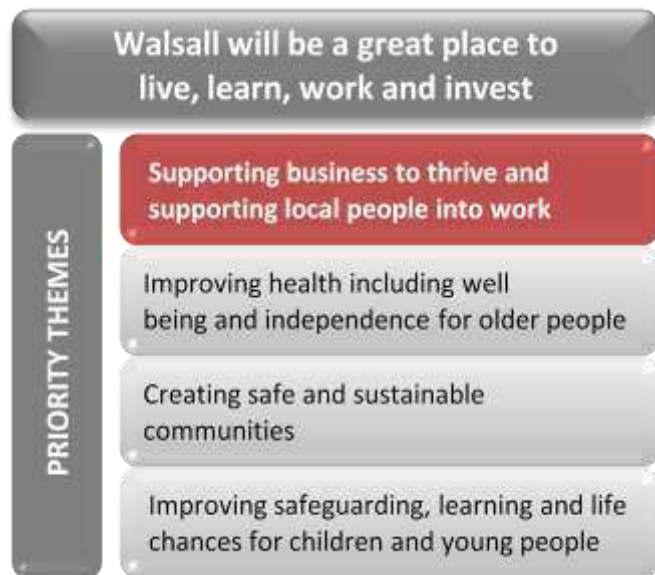 Walsall will be a great place to
live, learn, work and invest
PRIORITY THEMES
Supporting business to thrive and
supporting local people into work
Improving health including well
being and independence for older people
Creating safe and sustainable
communities
Improving safeguarding, learning and life
chances for children and young people